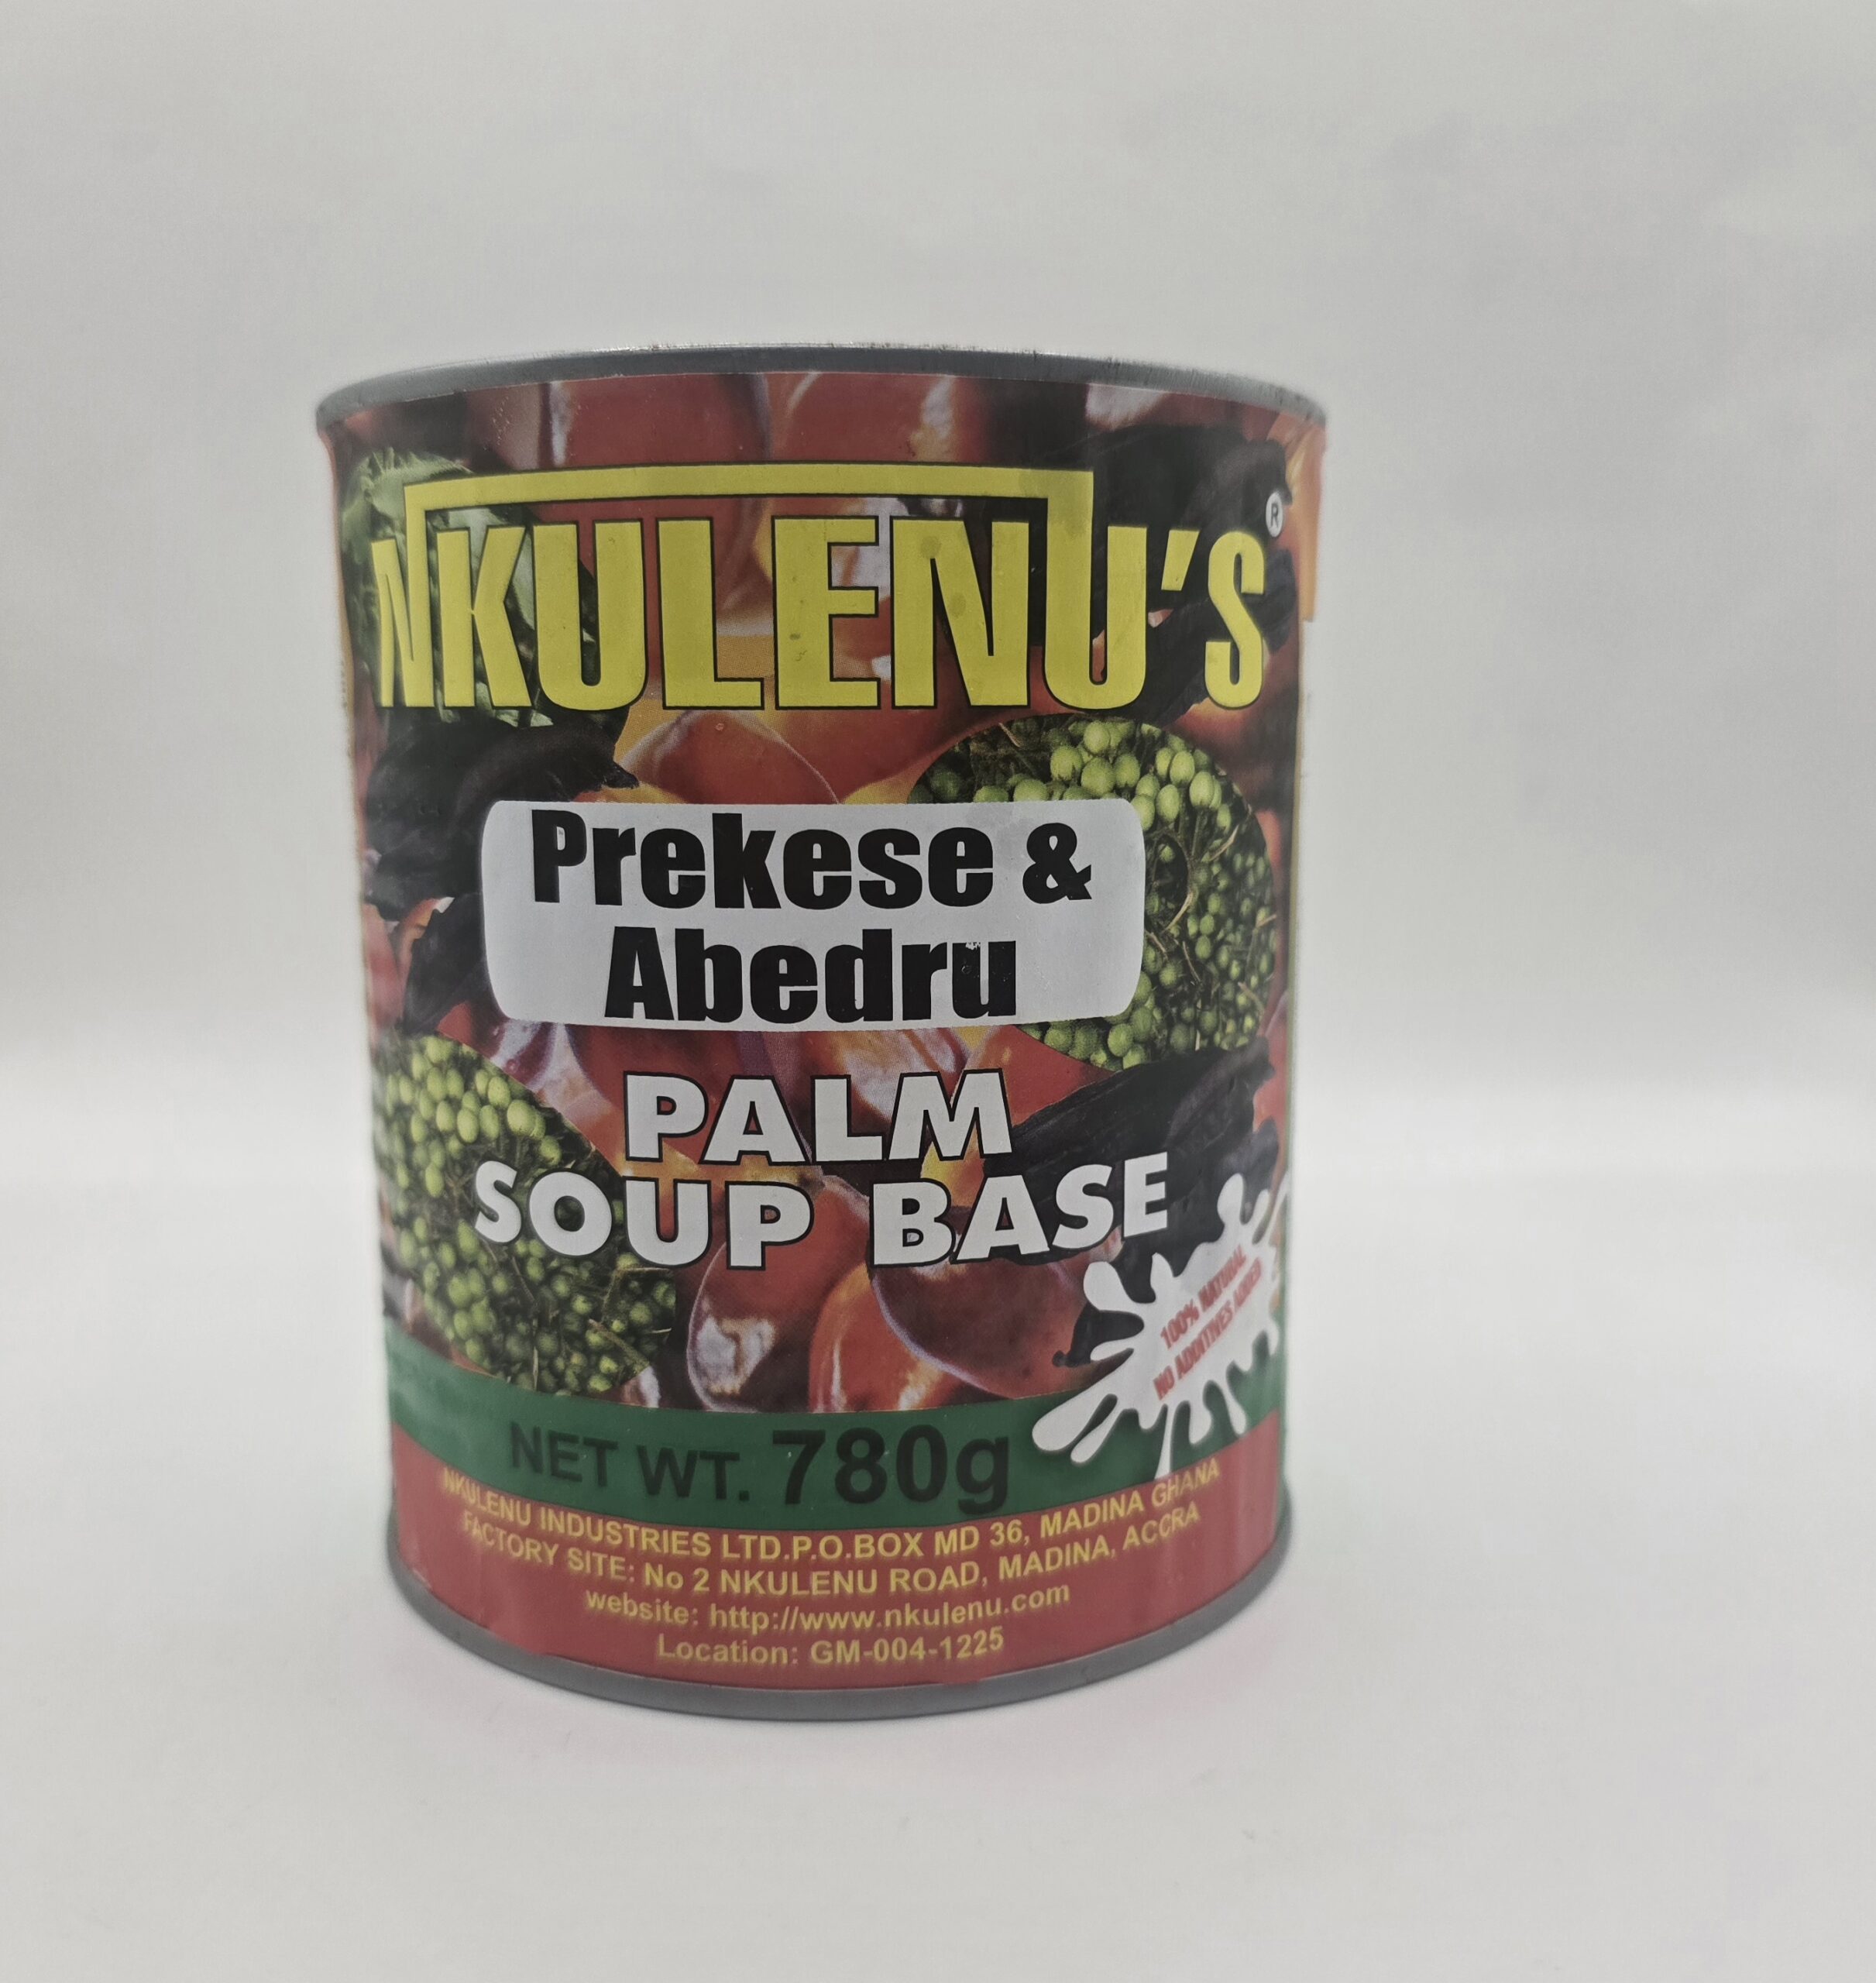 NKULENU'S
®
Prekese &
Abedru
PALM
SOUP BASE
100% NATURAL
NO ADDITIVES ADDED
NET WT. 780g
NKULENU INDUSTRIES LTD.P.O.BOX MD 36, MADINA GHANA
FACTORY SITE: No 2 NKULENU ROAD, MADINA, ACCRA
website: http://www.nkulenu.com
Location: GM-004-1225